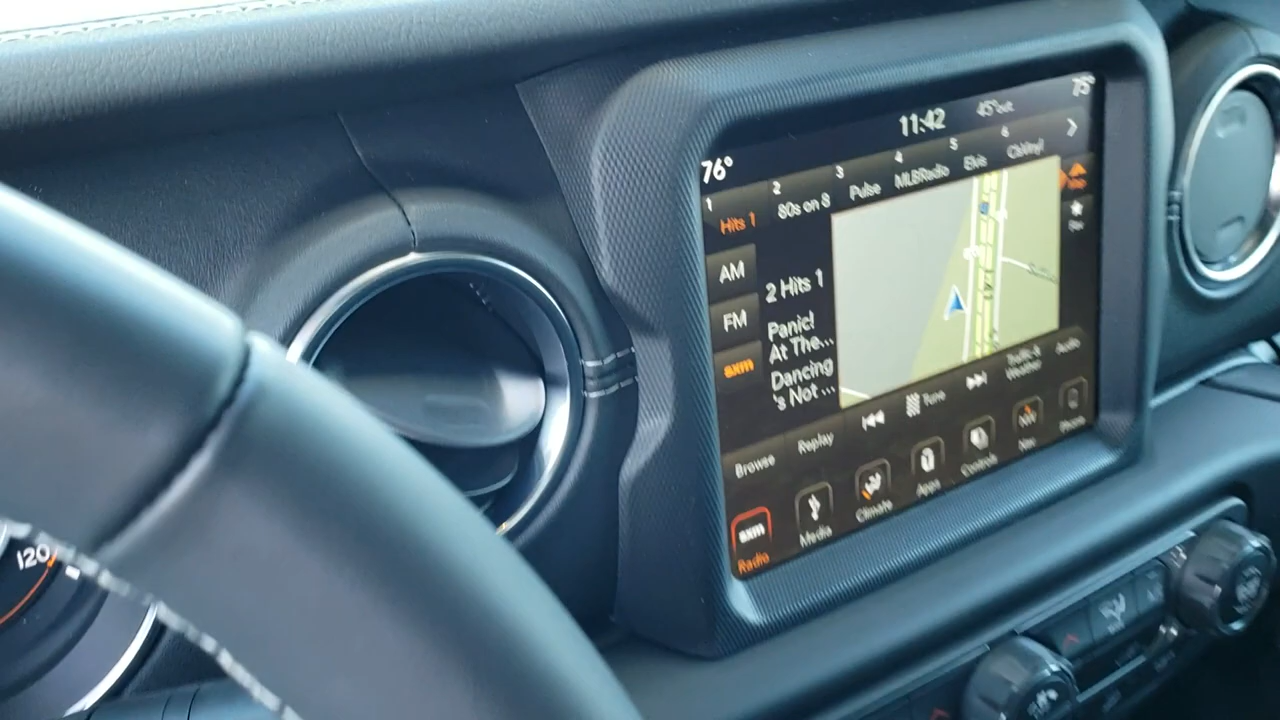 11:42
45°out
75°
76°
1
2
3
4
5
6
Hits 1
80s on 8
Pulse
MLBRadio
Elvis
AM
FM
sxm
2 Hits 1
Panic!
At The...
Dancing
's Not ...
Browse
Replay
Tune
Traffic &
Weather
Audio
sxm
Radio
Media
Climate
Apps
Controls
Nav
Phone
120